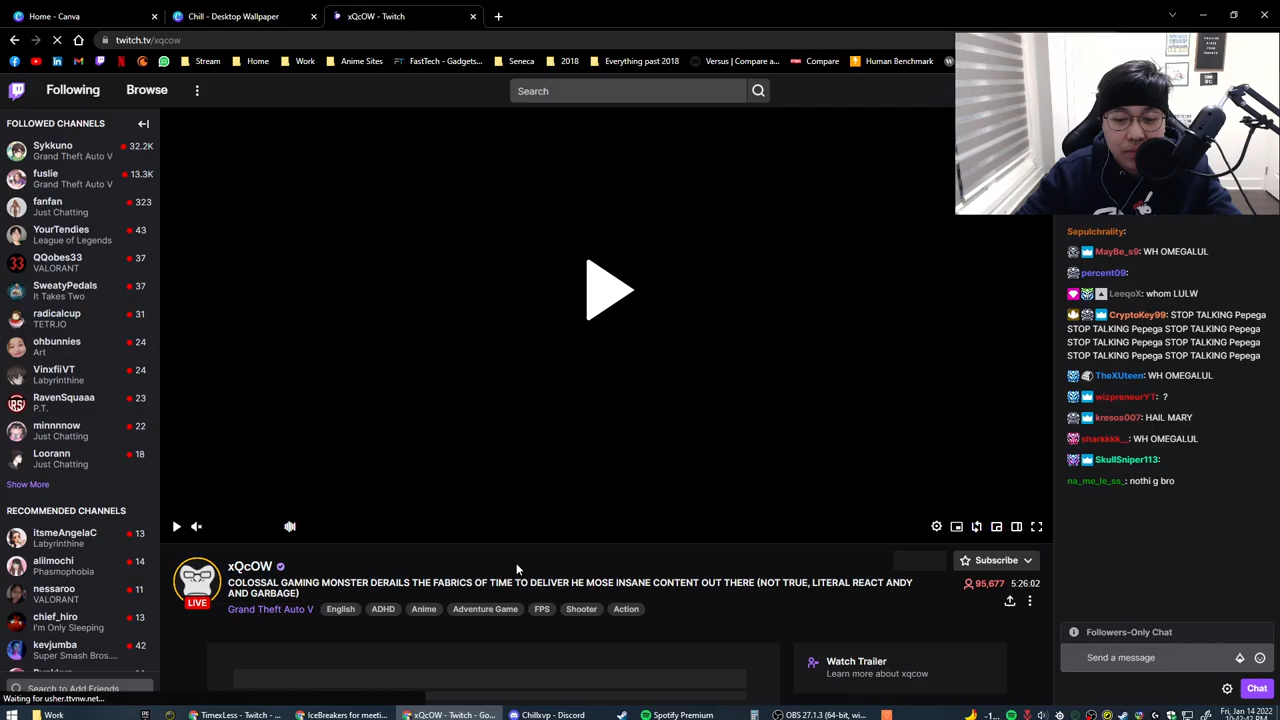 Home - Canva
Chill - Desktop Wallpaper
xQcOW - Twitch
twitch.tv/xqcow
Stream
Home
Work
Anime Sites
FastTech - Gadget
Seneca
2018
Everything Best 2018
Versus
Compare
Human Benchmark
Following
Browse
Search
FOLLOWED CHANNELS
Sykkuno
32.2K
Grand Theft Auto V
fuslie
13.3K
Grand Theft Auto V
fanfan
323
Just Chatting
YourTendies
43
League of Legends
QQobes33
37
VALORANT
SweatyPedals
37
It Takes Two
radicalcup
31
TETR.IO
ohbunnies
24
Art
VinxfiiVT
24
Labyrinthine
RavenSquaaa
23
P.T.
minnnnow
22
Just Chatting
Loorann
18
Just Chatting
Show More
RECOMMENDED CHANNELS
itsmeAngelaC
13
Labyrinthine
alilmochi
14
Phasmophobia
nessaroo
11
VALORANT
chief_hiro
13
I'm Only Sleeping
kevjumba
42
Super Smash Bros....
Search to Add Friends
Waiting for usher.ttvnw.net...
xQcOW
LIVE
COLOSSAL GAMING MONSTER DERAILS THE FABRICS OF TIME TO DELIVER HE MOSE INSANE CONTENT OUT THERE (NOT TRUE, LITERAL REACT ANDY
AND GARBAGE)
Grand Theft Auto V
English
ADHD
Anime
Adventure Game
FPS
Shooter
Action
Subscribe
95,677
5:26:02
Watch Trailer
Learn more about xqcow
Sepulchrality:
MayBe_s9: WH OMEGALUL
percent09:
LeeqoX: whom LULW
CryptoKey99: STOP TALKING Pepega
STOP TALKING Pepega STOP TALKING Pepega
STOP TALKING Pepega STOP TALKING Pepega
STOP TALKING Pepega STOP TALKING Pepega
TheXUteen: WH OMEGALUL
wizpreneurYT: ?
kresos007: HAIL MARY
sharkkkk__: WH OMEGALUL
SkullSniper113:
na_me_le_ss_: nothi g bro
Followers-Only Chat
Send a message
Chat
Work
TimexLess - Twitch - ...
IceBreakers for meeti...
xQcOW - Twitch - Go...
Chillxvp - Discord
Spotify Premium
OBS 27.1.3 (64-bit, wi...
Fri, Jan 14 2022
10:42:43 PM